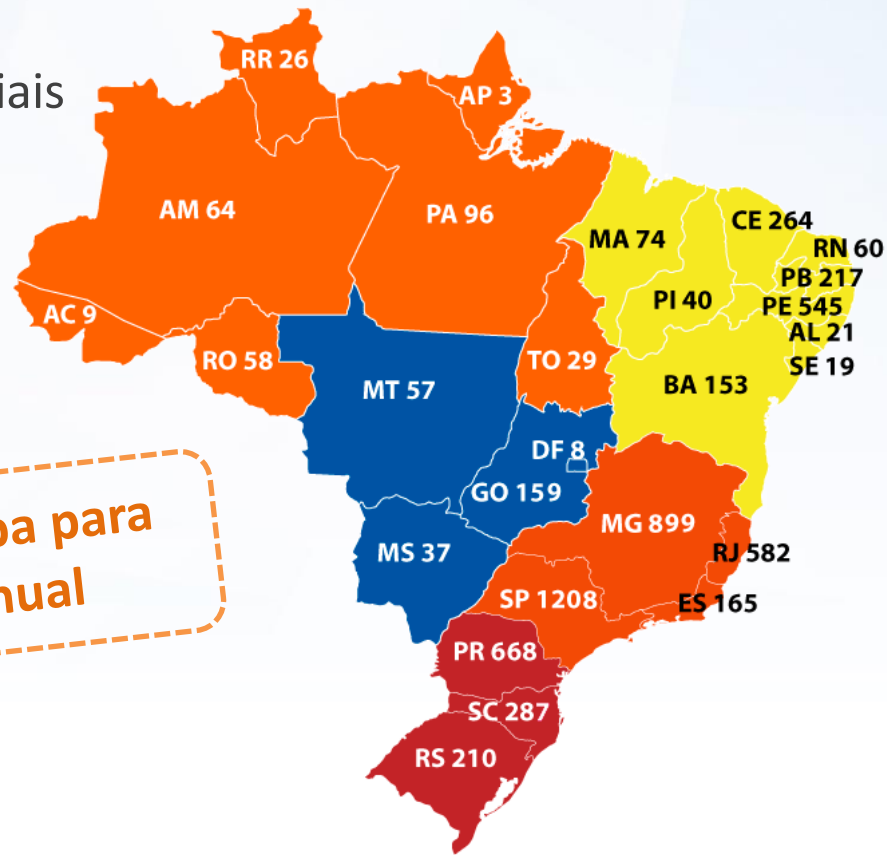 RR 26
iais
AP 3
AM 64
PA 96
CE 264
MA 74
RN 60
PB 217
PI 40
PE 545
AC 9
AL 21
RO 58
TO 29
SE 19
MT 57
BA 153
DF 8
GO 159
pa para
nual
MG 899
MS 37
RJ 582
SP 1208
ES 165
PR 668
SC 287
RS 210